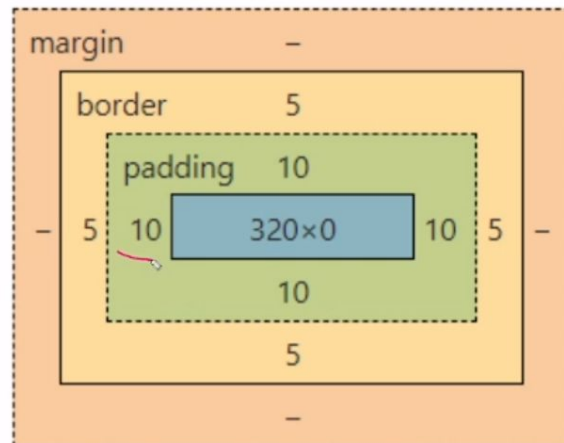 margin –
border 5
padding 10
– 5 10 320×0 10 5 –
10
5
–